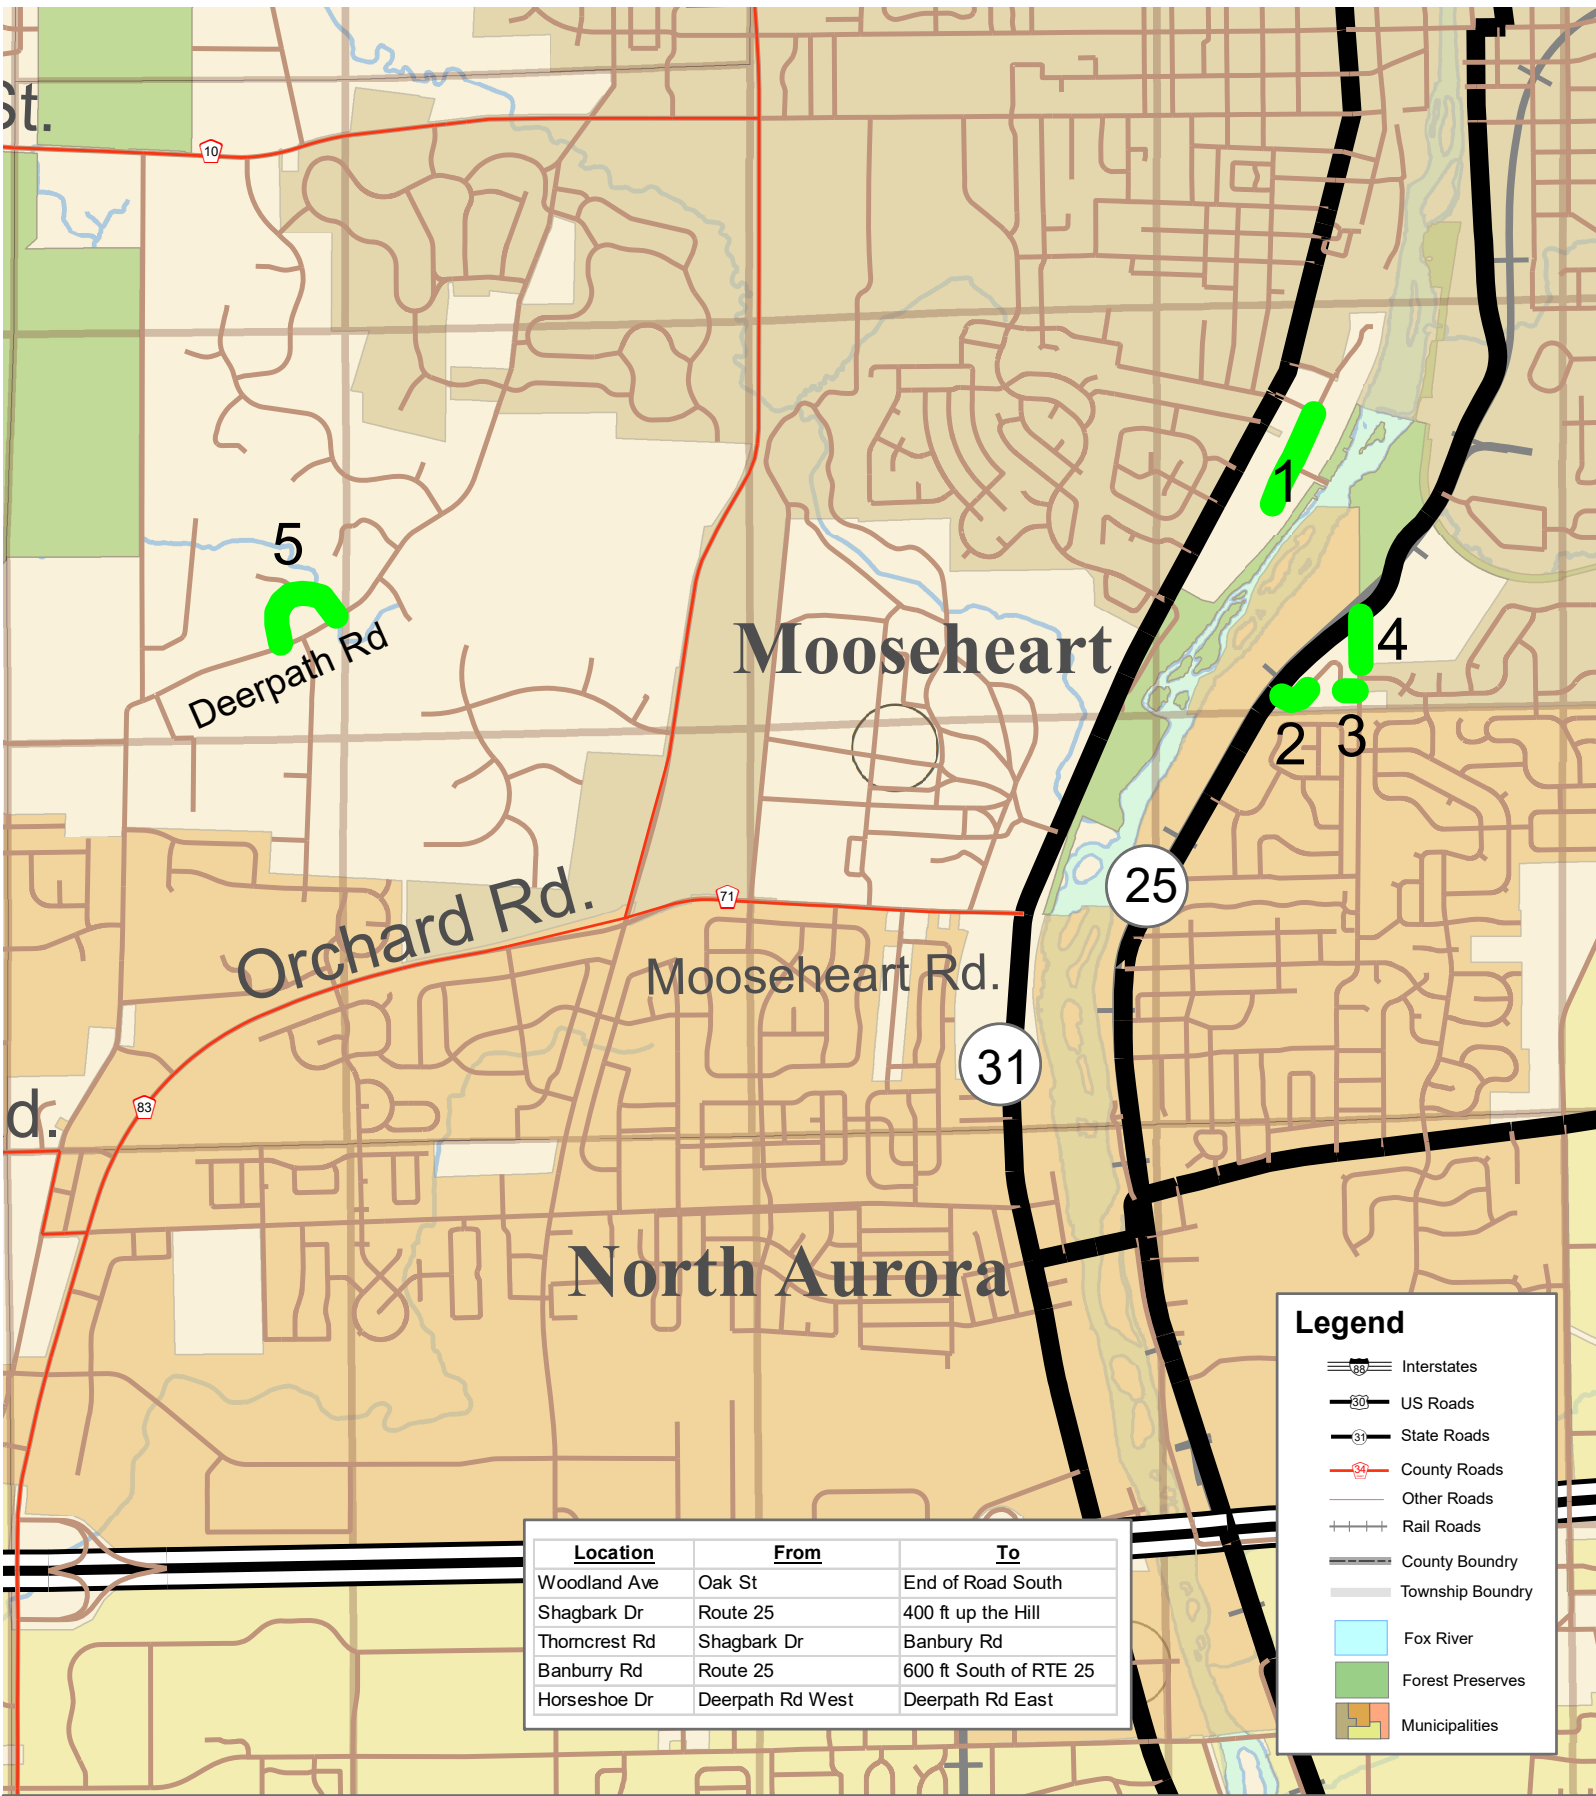 St.
10
1
5
Deerpath Rd
Mooseheart
4
2
3
25
71
Orchard Rd.
Mooseheart Rd.
31
83
d.
North Aurora
Legend
88 Interstates
30 US Roads
31 State Roads
34 County Roads
Other Roads
Rail Roads
County Boundry
Township Boundry
Fox River
Forest Preserves
Municipalities
Location From To
Woodland Ave Oak St End of Road South
Shagbark Dr Route 25 400 ft up the Hill
Thorncrest Rd Shagbark Dr Banbury Rd
Banburry Rd Route 25 600 ft South of RTE 25
Horseshoe Dr Deerpath Rd West Deerpath Rd East